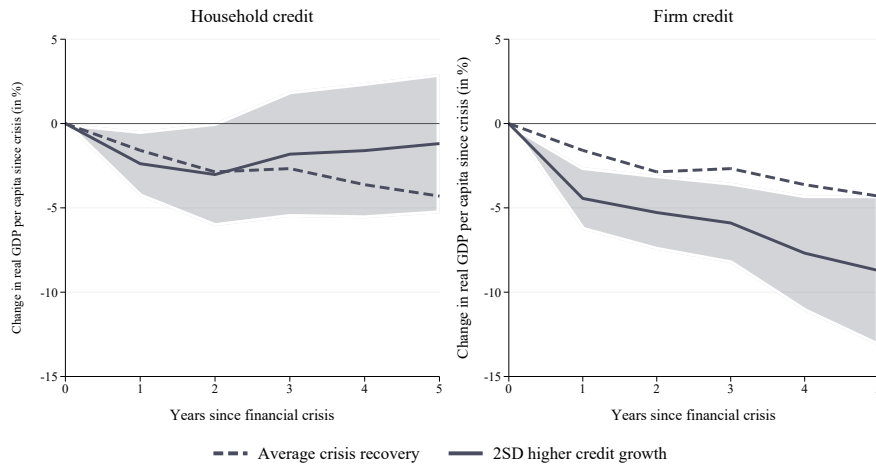 Household credit
Change in real GDP per capita since crisis (in %)
5
0
-5
-10
-15
0 1 2 3 4 5
Years since financial crisis
Firm credit
Change in real GDP per capita since crisis (in %)
5
0
-5
-10
-15
0 1 2 3 4
Years since financial crisis
Average crisis recovery
2SD higher credit growth